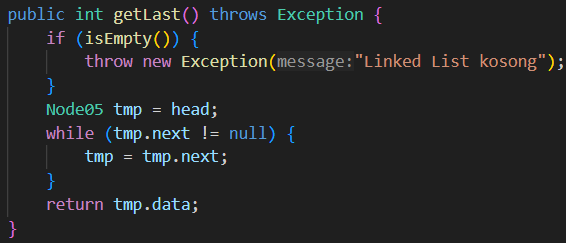 public int getLast() throws Exception {
if (isEmpty()) {
throw new Exception(message:"Linked List kosong");
}
Node05 tmp = head;
while (tmp.next != null) {
tmp = tmp.next;
}
return tmp.data;
}